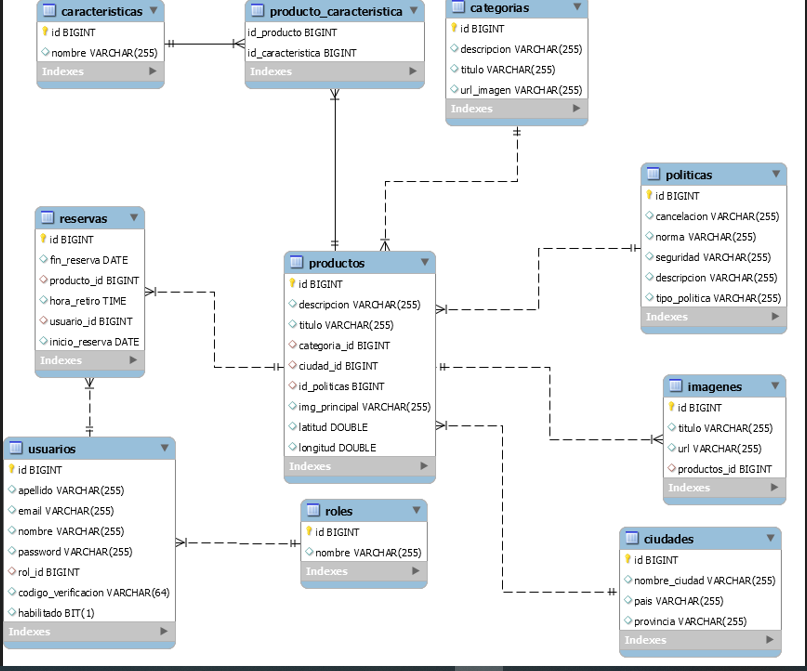 caracteristicas
id BIGINT
nombre VARCHAR(255)
Indexes
producto_caracteristica
id_producto BIGINT
id_caracteristica BIGINT
Indexes
categorias
id BIGINT
descripcion VARCHAR(255)
titulo VARCHAR(255)
url_imagen VARCHAR(255)
Indexes
politicas
id BIGINT
cancelacion VARCHAR(255)
norma VARCHAR(255)
seguridad VARCHAR(255)
descripcion VARCHAR(255)
tipo_politica VARCHAR(255)
Indexes
reservas
id BIGINT
fin_reserva DATE
producto_id BIGINT
hora_retiro TIME
usuario_id BIGINT
inicio_reserva DATE
Indexes
productos
id BIGINT
descripcion VARCHAR(255)
titulo VARCHAR(255)
categoria_id BIGINT
ciudad_id BIGINT
id_politicas BIGINT
img_principal VARCHAR(255)
latitud DOUBLE
longitud DOUBLE
Indexes
imagenes
id BIGINT
titulo VARCHAR(255)
url VARCHAR(255)
productos_id BIGINT
Indexes
usuarios
id BIGINT
apellido VARCHAR(255)
email VARCHAR(255)
nombre VARCHAR(255)
password VARCHAR(255)
rol_id BIGINT
codigo_verificacion VARCHAR(64)
habilitado BIT(1)
Indexes
roles
id BIGINT
nombre VARCHAR(255)
Indexes
ciudades
id BIGINT
nombre_ciudad VARCHAR(255)
pais VARCHAR(255)
provincia VARCHAR(255)
Indexes